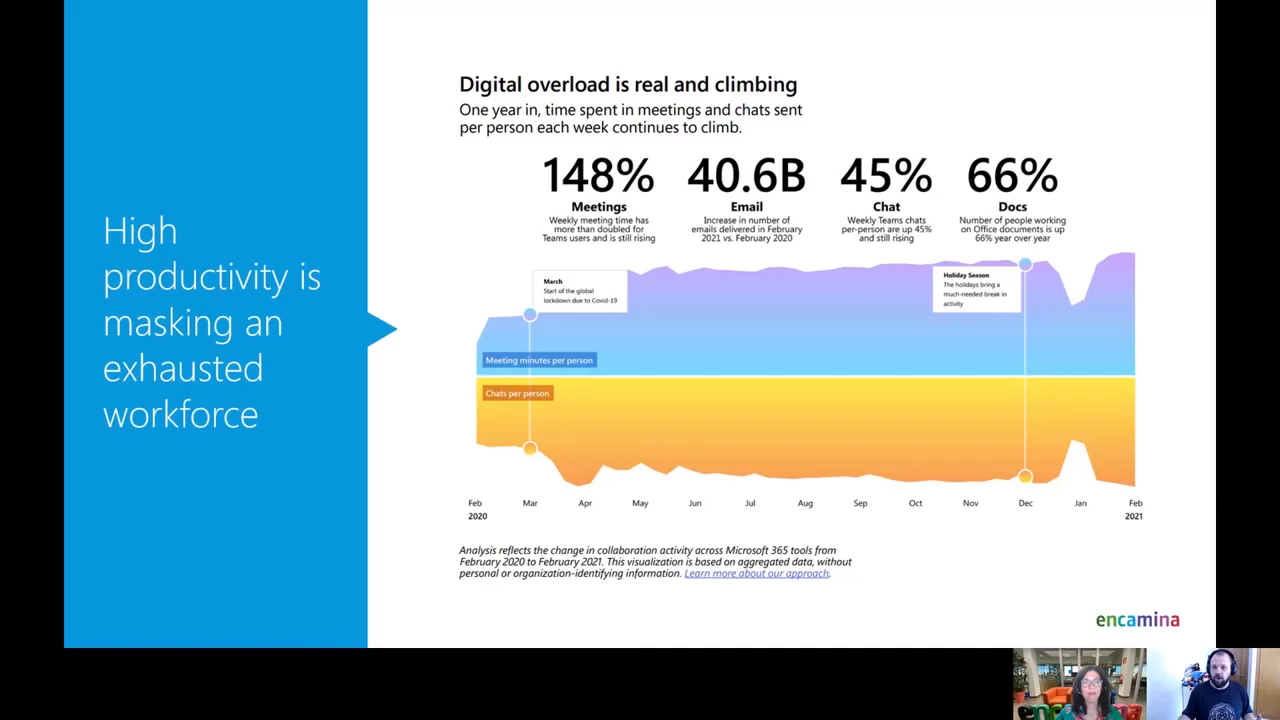 High
productivity is
masking an
exhausted
workforce
Digital overload is real and climbing
One year in, time spent in meetings and chats sent
per person each week continues to climb.
148%
Meetings
Weekly meeting time has
more than doubled for
Teams users and is still rising
40.6B
Email
Increase in number of
emails delivered in February
2021 vs. February 2020
45%
Chat
Weekly Teams chats
per-person are up 45%
and still rising
66%
Docs
Number of people working
on Office documents is up
66% year over year
March
Start of the global
lockdown due to Covid-19
Holiday Season
The holidays bring a
much-needed break in
activity
Meeting minutes per person
Chats per person
Feb Mar Apr May Jun Jul Aug Sep Oct Nov Dec Jan Feb
2020 2021
Analysis reflects the change in collaboration activity across Microsoft 365 tools from
February 2020 to February 2021. This visualization is based on aggregated data, without
personal or organization-identifying information. Learn more about our approach.
encamina